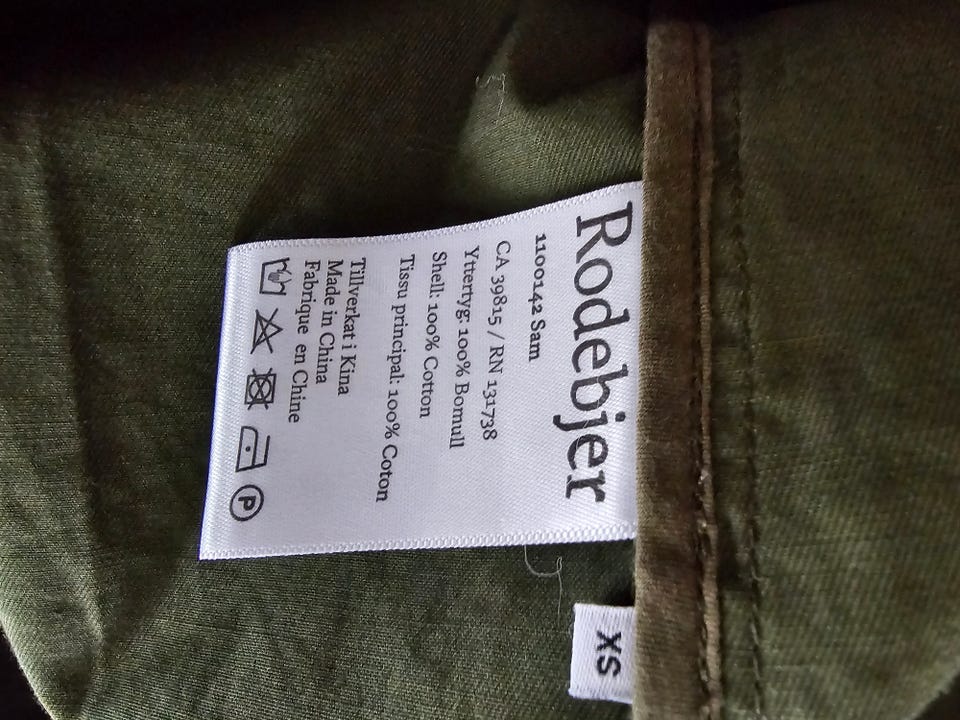 Rodebjer
1100142 Sam
CA 39815 / RN 131738
Yttertyg: 100% Bomull
Shell: 100% Cotton
Tissu principal: 100% Coton
Tillverkat i Kina
Made in China
Fabrique en Chine
P
XS